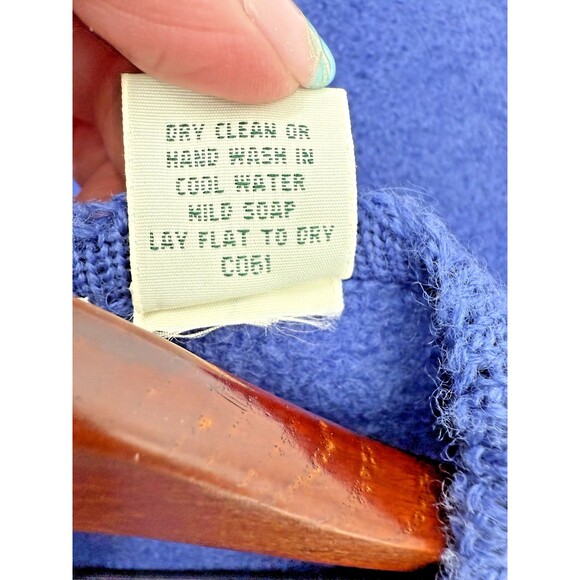 DRY CLEAN OR
HAND WASH IN
COOL WATER
MILD SOAP
LAY FLAT TO DRY
C061